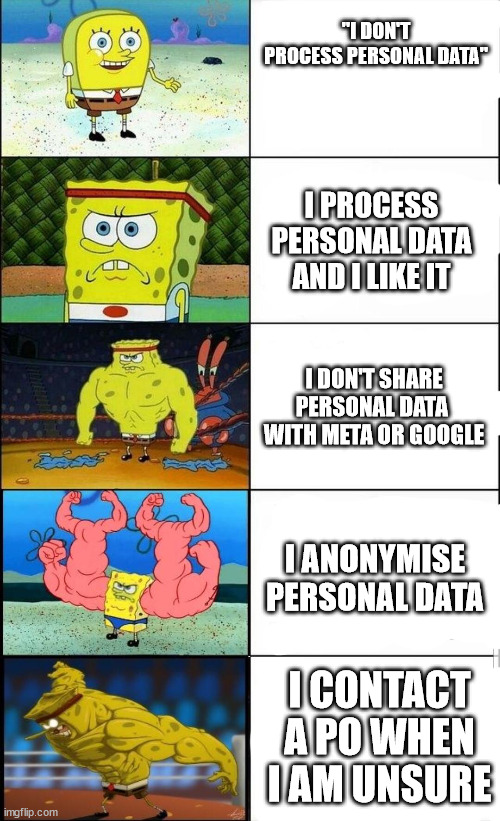 "I DON'T
PROCESS PERSONAL DATA"
I PROCESS
PERSONAL DATA
AND I LIKE IT
I DON'T SHARE
PERSONAL DATA
WITH META OR GOOGLE
I ANONYMISE
PERSONAL DATA
I CONTACT
A PO WHEN
I AM UNSURE
imgflip.com